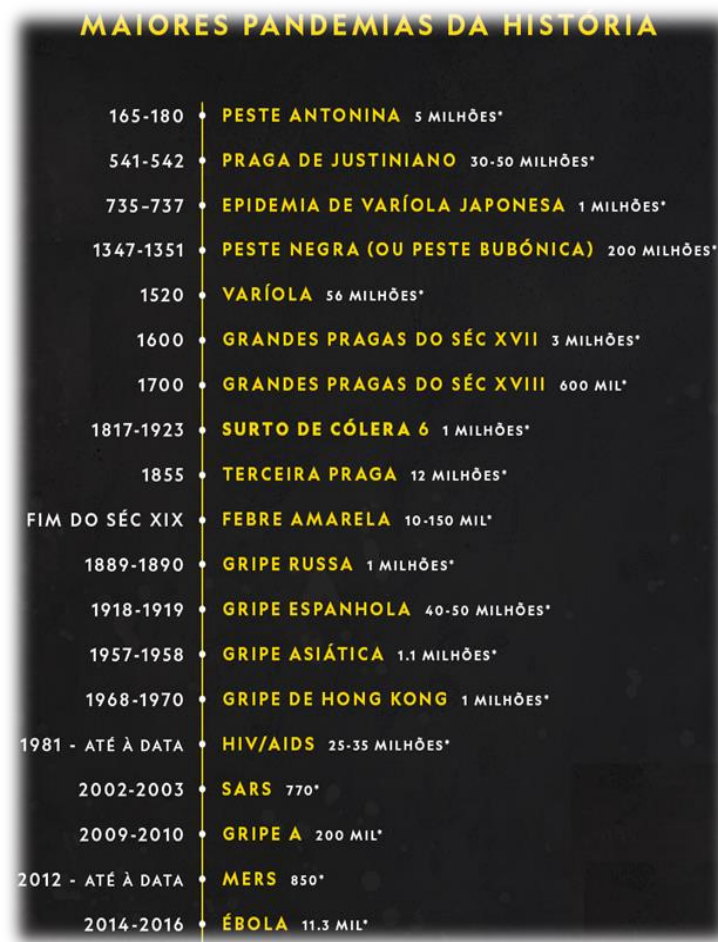 MAIORES PANDEMIAS DA HISTÓRIA
165-180 PESTE ANTONINA 5 MILHÕES*
541-542 PRAGA DE JUSTINIANO 30-50 MILHÕES*
735-737 EPIDEMIA DE VARÍOLA JAPONESA 1 MILHÕES*
1347-1351 PESTE NEGRA (OU PESTE BUBÓNICA) 200 MILHÕES*
1520 VARÍOLA 56 MILHÕES*
1600 GRANDES PRAGAS DO SÉC XVII 3 MILHÕES*
1700 GRANDES PRAGAS DO SÉC XVIII 600 MIL*
1817-1923 SURTO DE CÓLERA 6 1 MILHÕES*
1855 TERCEIRA PRAGA 12 MILHÕES*
FIM DO SÉC XIX FEBRE AMARELA 10-150 MIL*
1889-1890 GRIPE RUSSA 1 MILHÕES*
1918-1919 GRIPE ESPANHOLA 40-50 MILHÕES*
1957-1958 GRIPE ASIÁTICA 1.1 MILHÕES*
1968-1970 GRIPE DE HONG KONG 1 MILHÕES*
1981 - ATÉ À DATA HIV/AIDS 25-35 MILHÕES*
2002-2003 SARS 770*
2009-2010 GRIPE A 200 MIL*
2012 - ATÉ À DATA MERS 850*
2014-2016 ÉBOLA 11.3 MIL*